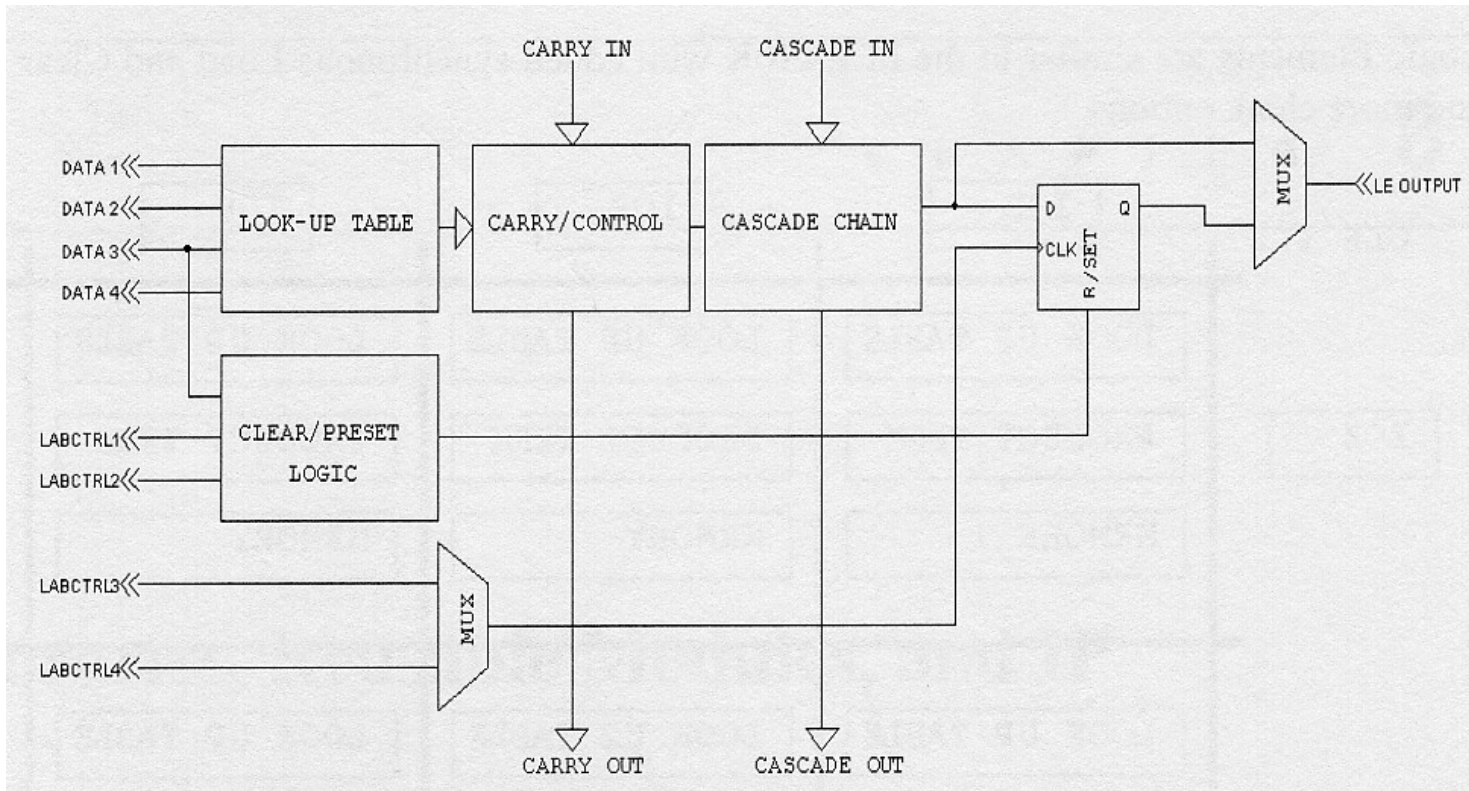 CARRY IN
CASCADE IN
DATA 1
DATA 2
DATA 3
DATA 4
LOOK-UP TABLE
CARRY/CONTROL
CASCADE CHAIN
D
Q
CLK
R/SET
MUX
LE OUTPUT
LABCTRL1
LABCTRL2
CLEAR/PRESET
LOGIC
LABCTRL3
LABCTRL4
MUX
CARRY OUT
CASCADE OUT